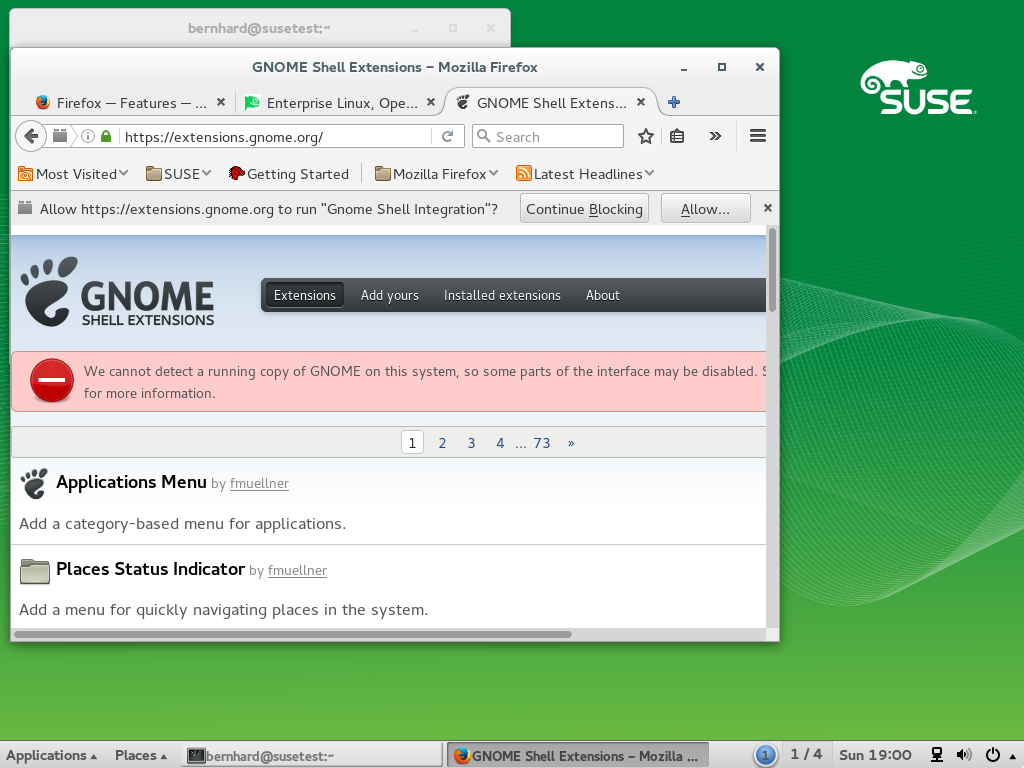 bernhard@susetest:~
GNOME Shell Extensions – Mozilla Firefox
Firefox — Features — ...
Enterprise Linux, Ope...
GNOME Shell Extens...
https://extensions.gnome.org/
Search
Most Visited
SUSE
Getting Started
Mozilla Firefox
Latest Headlines
Allow https://extensions.gnome.org to run "Gnome Shell Integration"?
Continue Blocking
Allow...
GNOME
SHELL EXTENSIONS
Extensions
Add yours
Installed extensions
About
We cannot detect a running copy of GNOME on this system, so some parts of the interface may be disabled. S
for more information.
1 2 3 4 ... 73 »
Applications Menu by fmuellner
Add a category-based menu for applications.
Places Status Indicator by fmuellner
Add a menu for quickly navigating places in the system.
SUSE
Applications
Places
bernhard@susetest:~
GNOME Shell Extensions – Mozilla ...
1
1 / 4
Sun 19:00